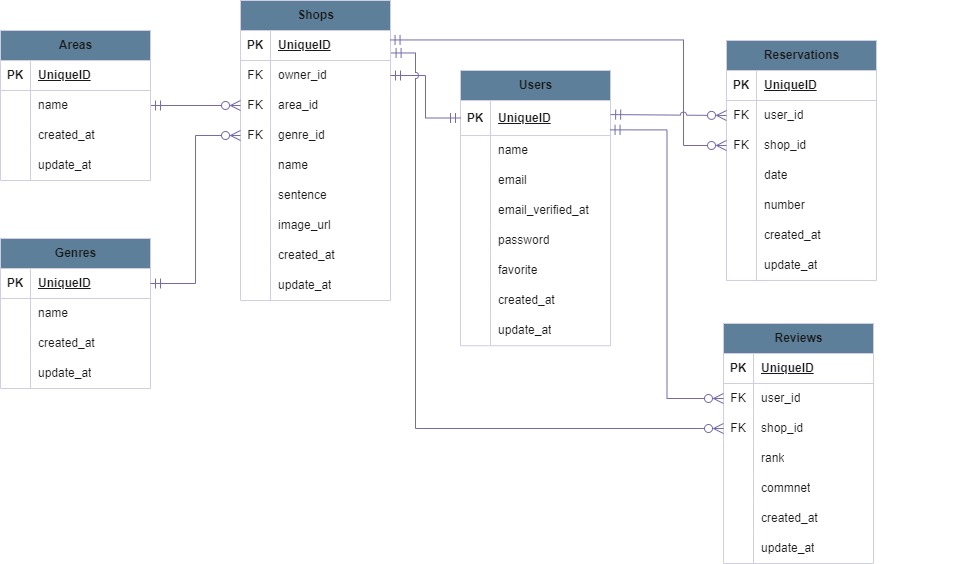 Areas
PK UniqueID
name
created_at
update_at
Genres
PK UniqueID
name
created_at
update_at
Shops
PK UniqueID
FK owner_id
FK area_id
FK genre_id
name
sentence
image_url
created_at
update_at
Users
PK UniqueID
name
email
email_verified_at
password
favorite
created_at
update_at
Reservations
PK UniqueID
FK user_id
FK shop_id
date
number
created_at
update_at
Reviews
PK UniqueID
FK user_id
FK shop_id
rank
commnet
created_at
update_at